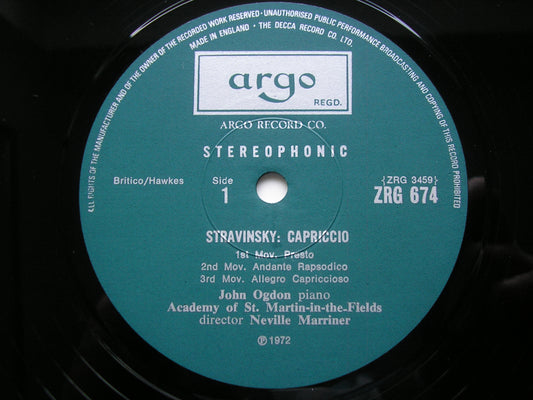 ALL RIGHTS OF THE MANUFACTURER AND OF THE OWNER OF THE RECORDED WORK RESERVED · UNAUTHORISED PUBLIC PERFORMANCE BROADCASTING AND COPYING OF THIS RECORD PROHIBITED
MADE IN ENGLAND · THE DECCA RECORD CO. LTD.
argo
REGD.
ARGO RECORD CO.
STEREOPHONIC
Britico/Hawkes
Side
1
{ZRG 3459}
ZRG 674
STRAVINSKY: CAPRICCIO
1st Mov. Presto
2nd Mov. Andante Rapsodico
3rd Mov. Allegro Capriccioso
John Ogdon piano
Academy of St. Martin-in-the-Fields
director Neville Marriner
℗ 1972